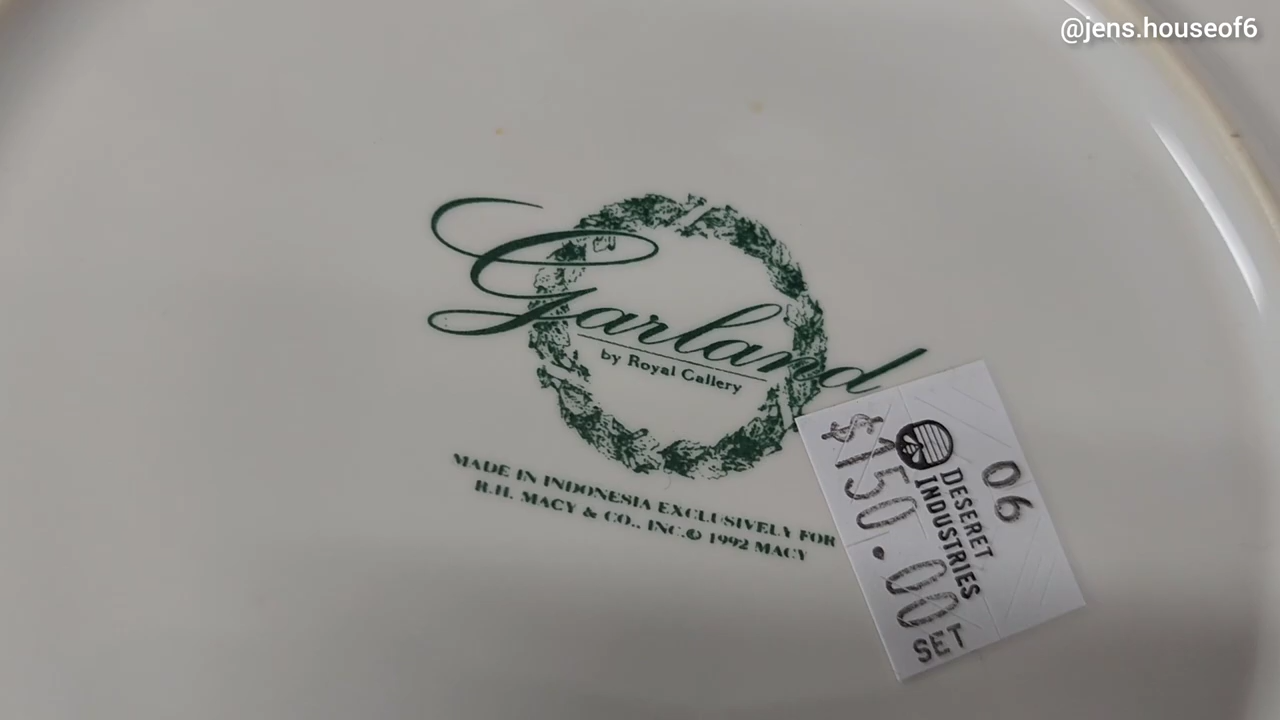 @jens.houseof6
Garland
by Royal Gallery
MADE IN INDONESIA EXCLUSIVELY FOR
R.H. MACY & CO., INC.© 1992 MACY
06
DESERET
INDUSTRIES
$150.00
SET